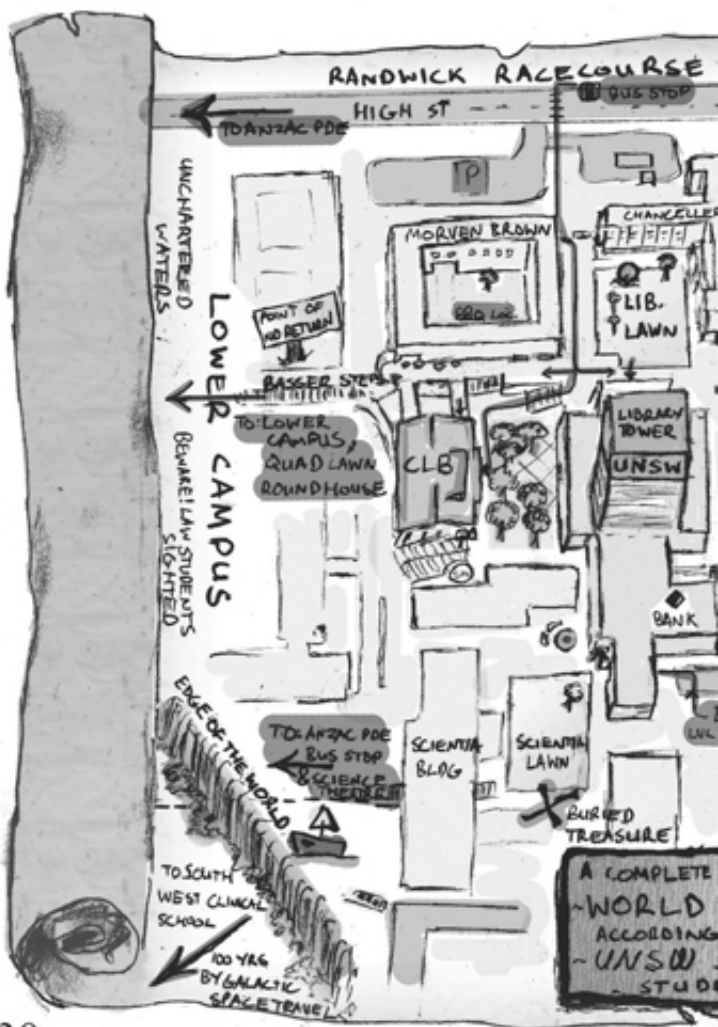 RANDWICK RACECOURSE
BUS STOP
HIGH ST
TO ANZAC PDE
P
UNCHARTERED
WATERS
MORVEN BROWN
CHANCELLER
LIB.
LAWN
POINT OF
NO RETURN
LOWER CAMPUS
BASSER STEPS
TO: LOWER
CAMPUS,
QUAD LAWN
ROUNDHOUSE
CLB
LIBRARY
TOWER
UNSW
BEWARE! LAW STUDENTS
SIGHTED
BANK
EDGE OF THE WORLD
TO: ANZAC PDE
BUS STOP
& SCIENCE
THEATRE
SCIENTIA
BLDG
SCIENTIA
LAWN
LVL
BURIED
TREASURE
TO SOUTH
WEST CLINICAL
SCHOOL
100 YRS
BY GALACTIC
SPACE TRAVEL
A COMPLETE
~WORLD
ACCORDING
~UNSW
STUD